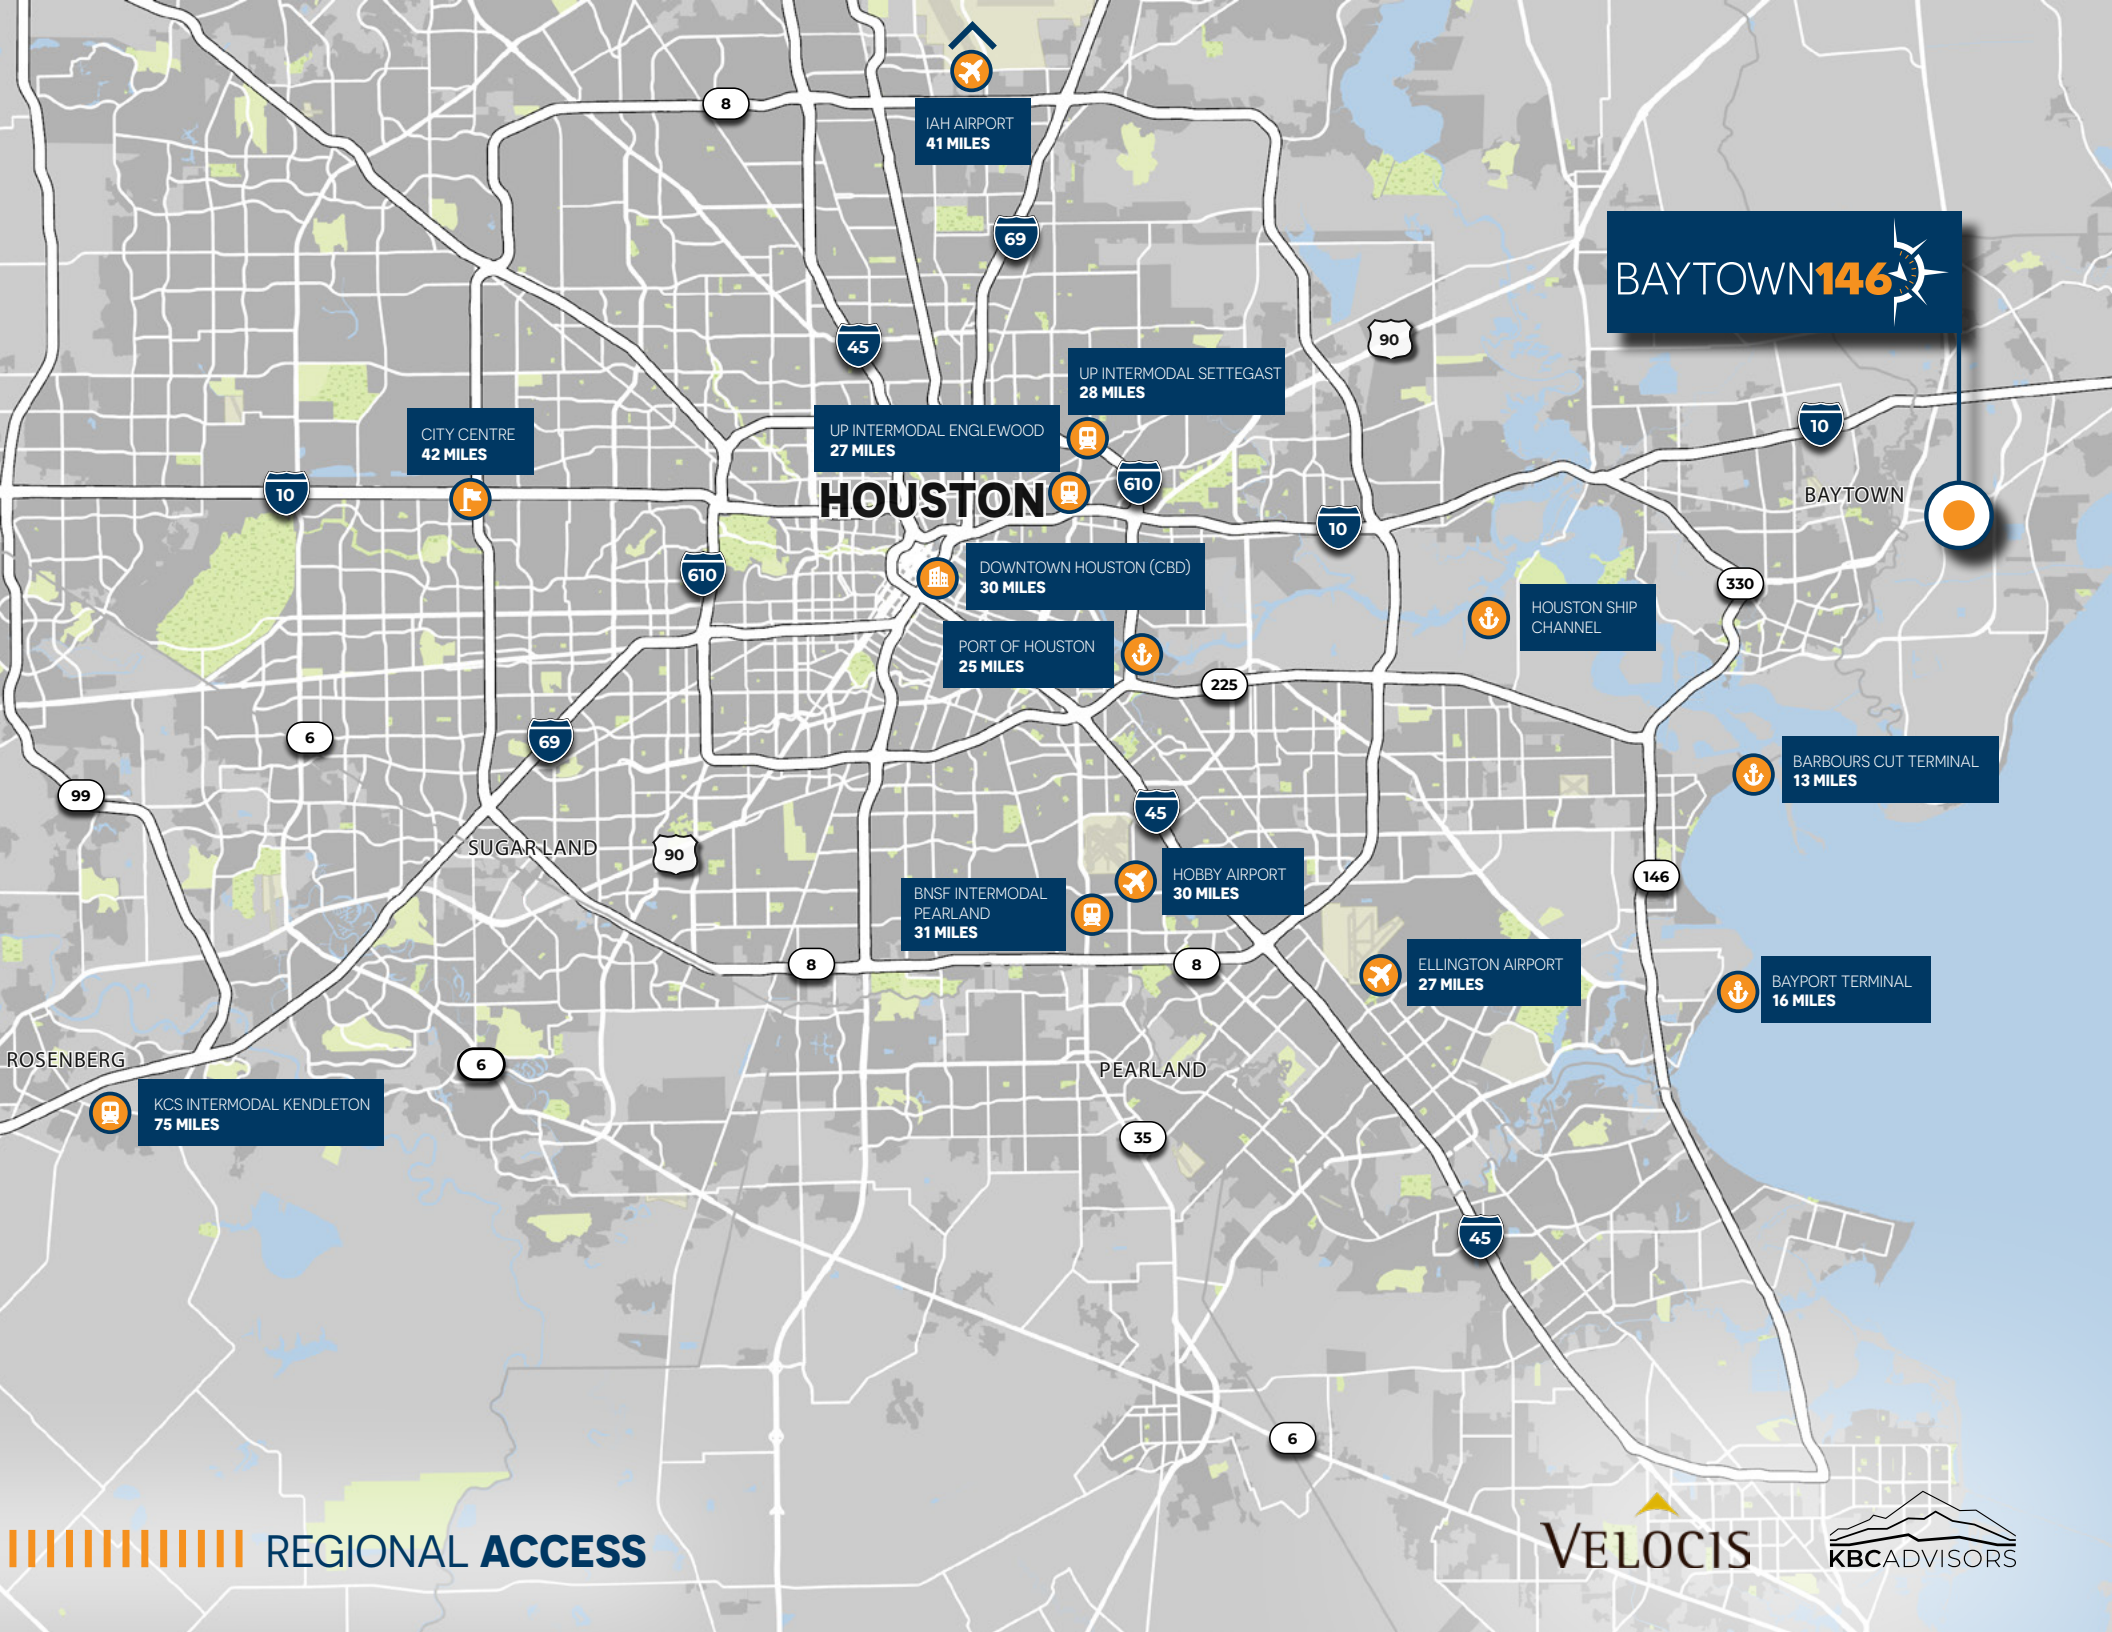 8
IAH AIRPORT
41 MILES
69
BAYTOWN146
45
90
UP INTERMODAL SETTEGAST
28 MILES
10
CITY CENTRE
42 MILES
UP INTERMODAL ENGLEWOOD
27 MILES
610
10
HOUSTON
BAYTOWN
10
610
DOWNTOWN HOUSTON (CBD)
30 MILES
330
HOUSTON SHIP
CHANNEL
PORT OF HOUSTON
25 MILES
225
6
69
BARBOURS CUT TERMINAL
13 MILES
99
45
SUGAR LAND
90
HOBBY AIRPORT
30 MILES
146
BNSF INTERMODAL
PEARLAND
31 MILES
8
8
ELLINGTON AIRPORT
27 MILES
BAYPORT TERMINAL
16 MILES
ROSENBERG
6
PEARLAND
KCS INTERMODAL KENDLETON
75 MILES
35
45
6
REGIONAL ACCESS
VELOCIS
KBCADVISORS